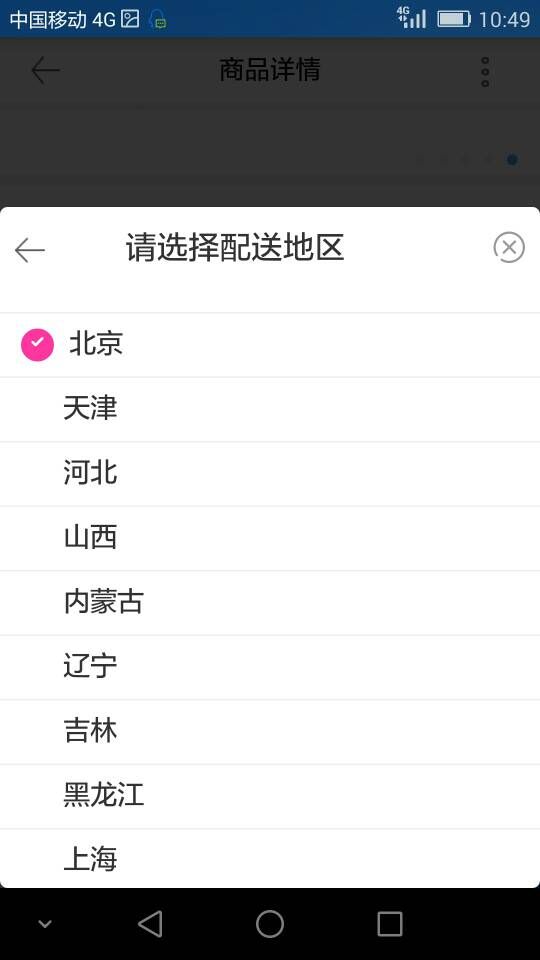 中国移动 4G 4G 10:49
商品详情
请选择配送地区
北京
天津
河北
山西
内蒙古
辽宁
吉林
黑龙江
上海